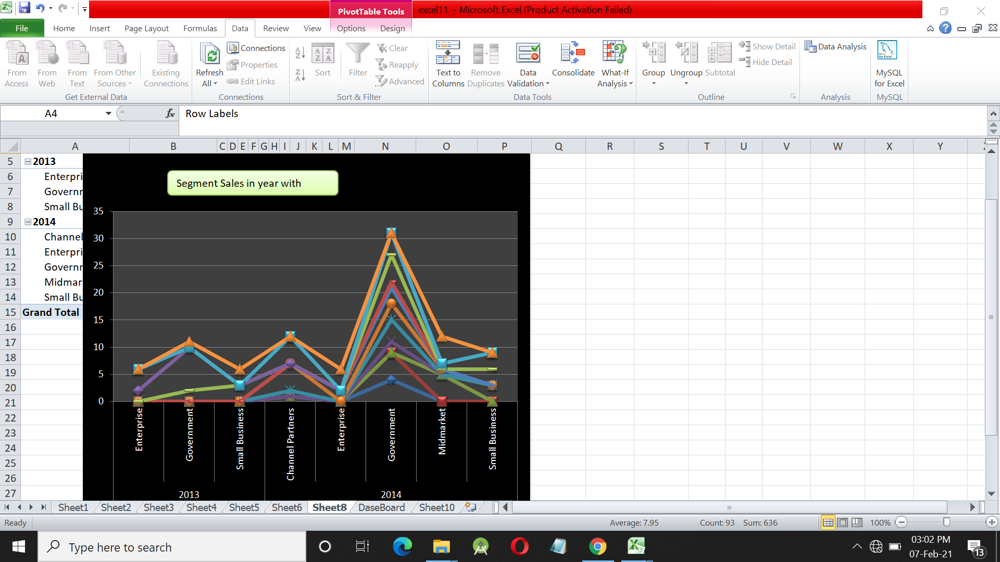 PivotTable Tools
excel11 - Microsoft Excel (Product Activation Failed)
File Home Insert Page Layout Formulas Data Review View Options Design
From Access
From Web
From Text
From Other Sources
Existing Connections
Get External Data
Refresh All
Connections
Properties
Edit Links
Connections
A Z
Z A
Sort
Filter
Clear
Reapply
Advanced
Sort & Filter
Text to Columns
Remove Duplicates
Data Validation
Consolidate
What-If Analysis
Data Tools
Group
Ungroup
Subtotal
Show Detail
Hide Detail
Outline
Data Analysis
Analysis
MySQL for Excel
MySQL
A4 fx Row Labels
A B C D E F G H I J K L M N O P Q R S T U V W X Y
5 2013
6 Enterpri
7 Governr
8 Small Bu
9 2014
10 Channel
11 Enterpri
12 Governr
13 Midmar
14 Small Bu
15 Grand Total
16
17
18
19
20
21
22
23
24
25
26
27
Segment Sales in year with
35
30
25
20
15
10
5
0
Enterprise
Government
Small Business
Channel Partners
Enterprise
Government
Midmarket
Small Business
2013 2014
Sheet1 Sheet2 Sheet3 Sheet4 Sheet5 Sheet6 Sheet8 DaseBoard Sheet10
Ready Average: 7.95 Count: 93 Sum: 636 100%
Type here to search
03:02 PM
07-Feb-21
13